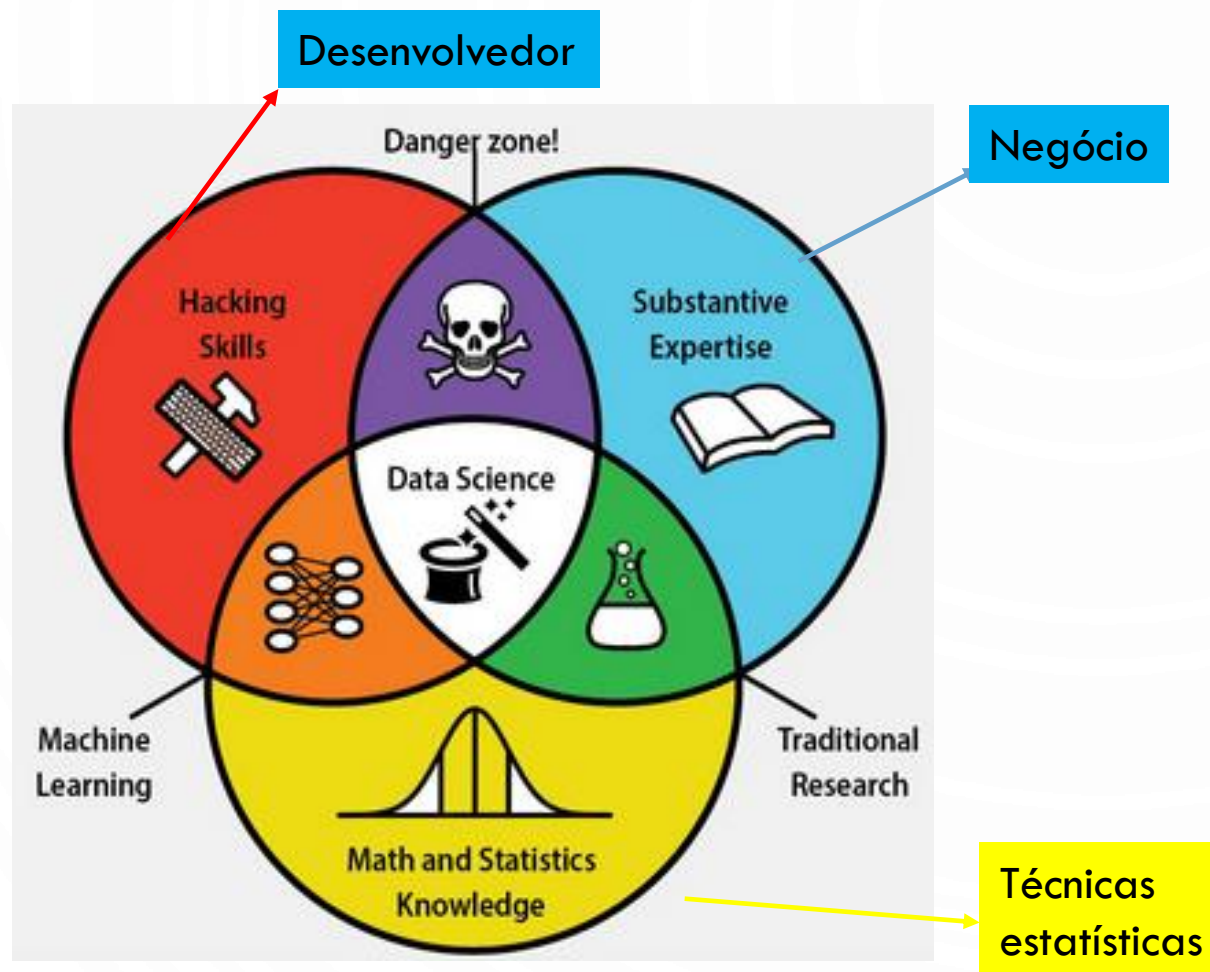 Desenvolvedor
Negócio
Danger zone!
Hacking
Skills
Substantive
Expertise
Data Science
Machine
Learning
Traditional
Research
Math and Statistics
Knowledge
Técnicas
estatísticas